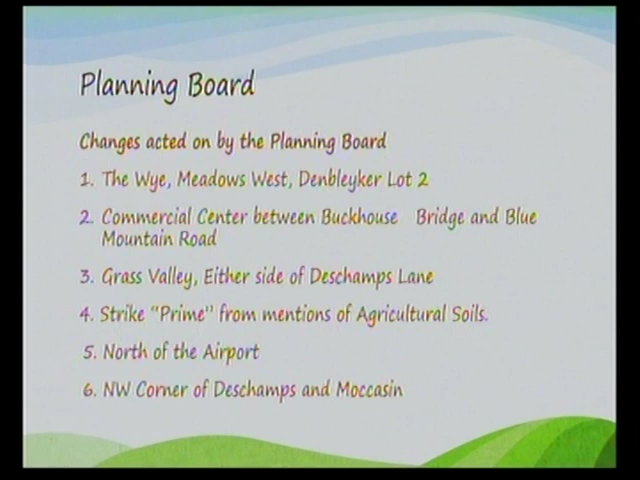 Planning Board
Changes acted on by the Planning Board
1. The Wye, Meadows West, Denbleyker Lot 2
2. Commercial Center between Buckhouse Bridge and Blue
Mountain Road
3. Grass Valley, Either side of Deschamps Lane
4. Strike "Prime" from mentions of Agricultural Soils.
5. North of the Airport
6. NW Corner of Deschamps and Moccasin